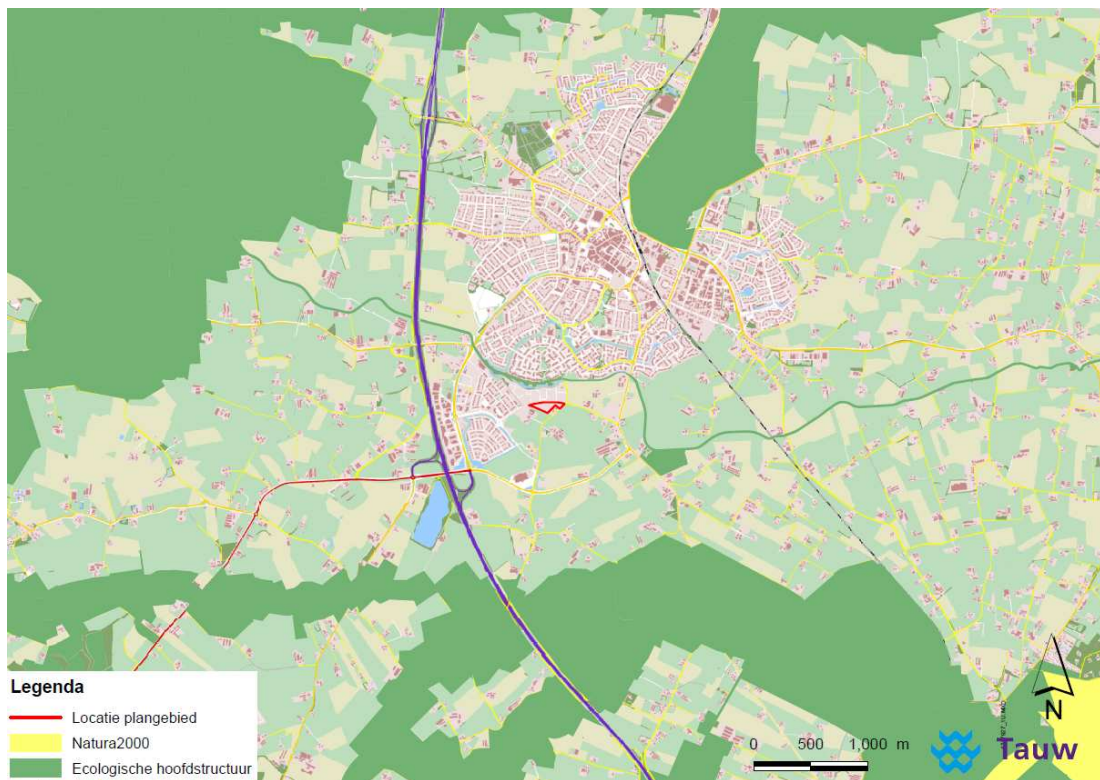 Legenda
Locatie plangebied
Natura2000
Ecologische hoofdstructuur
0 500 1,000 m
N
Tauw